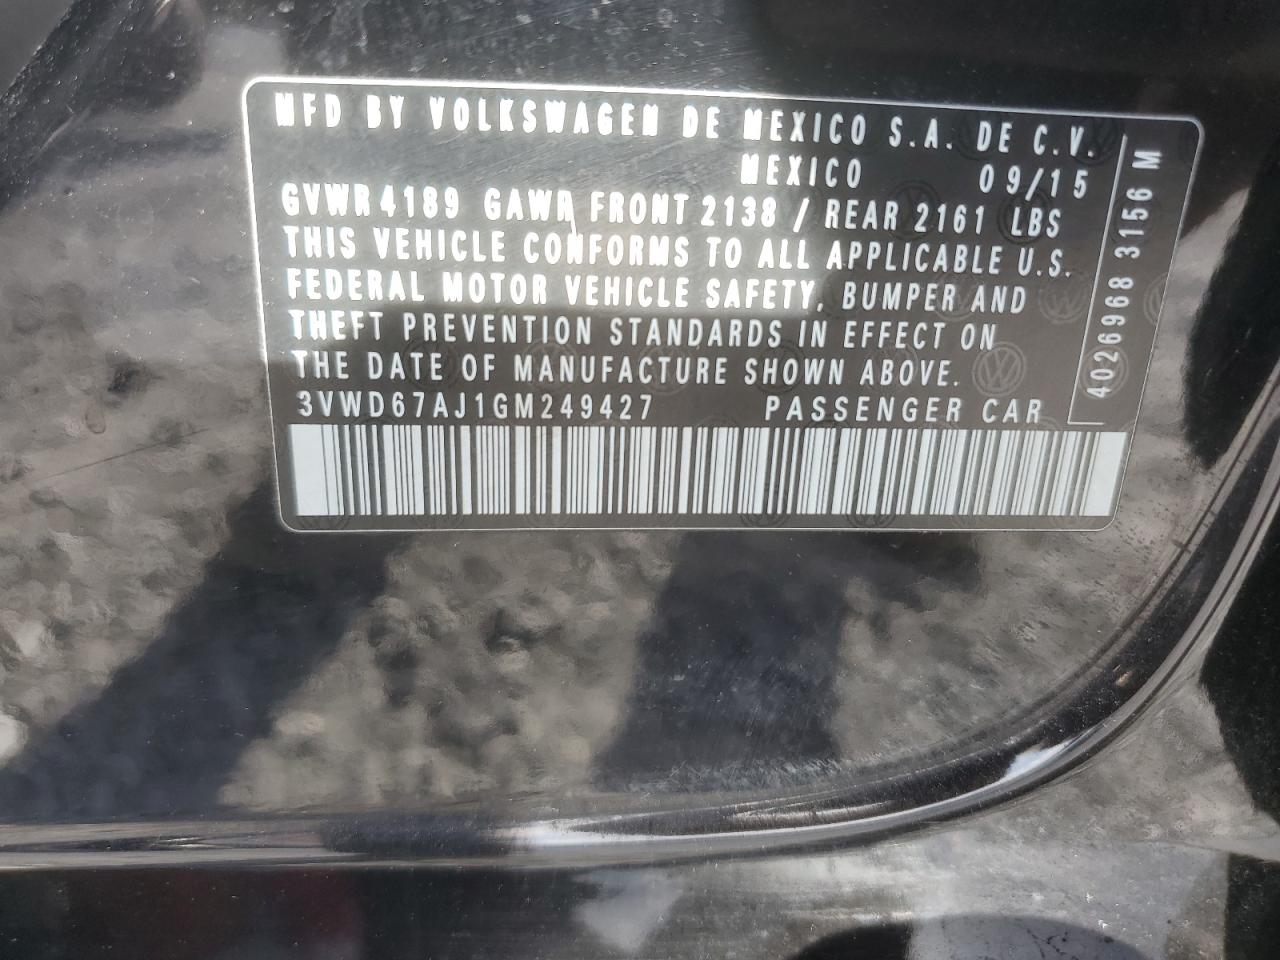 MFD BY VOLKSWAGEN DE MEXICO S.A. DE C.V.
MEXICO 09/15
GVWR 4189 GAWR FRONT 2138 / REAR 2161 LBS
THIS VEHICLE CONFORMS TO ALL APPLICABLE U.S.
FEDERAL MOTOR VEHICLE SAFETY, BUMPER AND
THEFT PREVENTION STANDARDS IN EFFECT ON
THE DATE OF MANUFACTURE SHOWN ABOVE.
3VWD67AJ1GM249427 PASSENGER CAR
4026968 3156 M